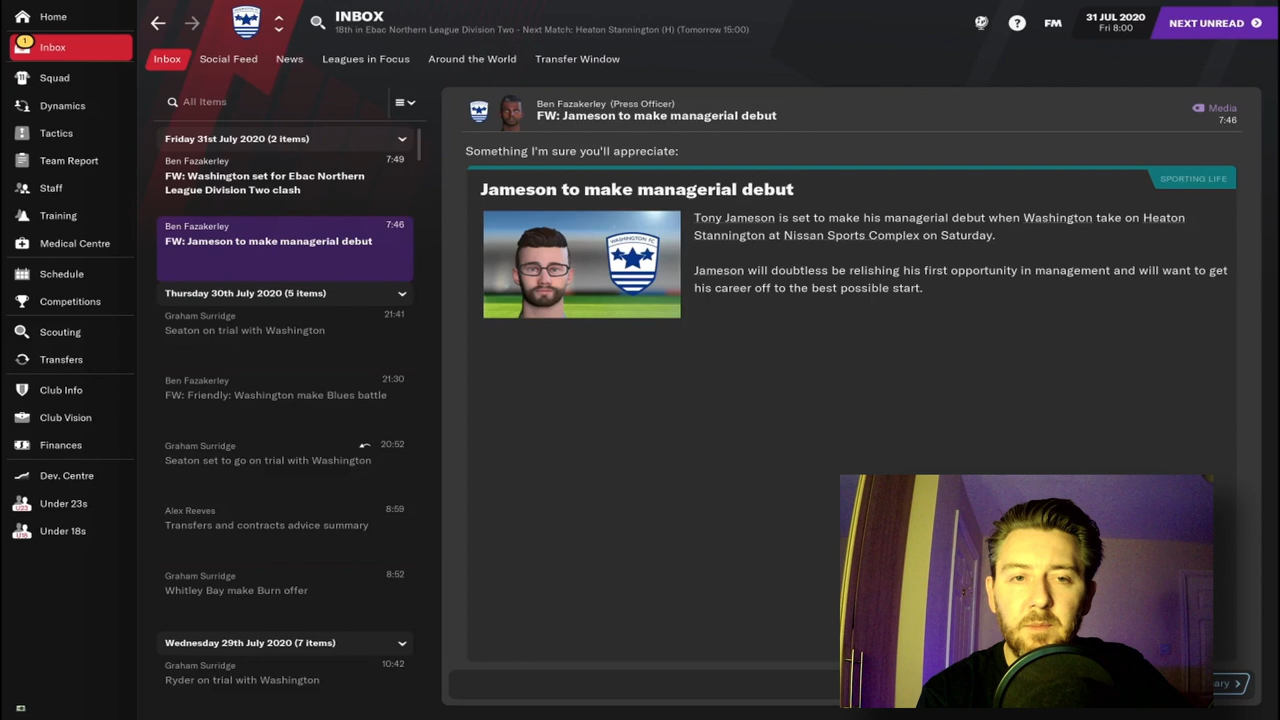 Home
1
Inbox
Squad
Dynamics
Tactics
Team Report
Staff
Training
Medical Centre
Schedule
Competitions
Scouting
Transfers
Club Info
Club Vision
Finances
Dev. Centre
U23
Under 23s
U18
Under 18s
INBOX
18th in Ebac Northern League Division Two - Next Match: Heaton Stannington (H) (Tomorrow 15:00)
?
FM
31 JUL 2020
Fri 8:00
NEXT UNREAD
Inbox
Social Feed
News
Leagues in Focus
Around the World
Transfer Window
All Items
Friday 31st July 2020 (2 items)
Ben Fazakerley 7:49
FW: Washington set for Ebac Northern
League Division Two clash
Ben Fazakerley 7:46
FW: Jameson to make managerial debut
Thursday 30th July 2020 (5 items)
Graham Surridge 21:41
Seaton on trial with Washington
Ben Fazakerley 21:30
FW: Friendly: Washington make Blues battle
Graham Surridge 20:52
Seaton set to go on trial with Washington
Alex Reeves 8:59
Transfers and contracts advice summary
Graham Surridge 8:52
Whitley Bay make Burn offer
Wednesday 29th July 2020 (7 items)
Graham Surridge 10:42
Ryder on trial with Washington
Ben Fazakerley (Press Officer)
FW: Jameson to make managerial debut
Media
7:46
Something I'm sure you'll appreciate:
SPORTING LIFE
Jameson to make managerial debut
WASHINGTON FC
Tony Jameson is set to make his managerial debut when Washington take on Heaton
Stannington at Nissan Sports Complex on Saturday.
Jameson will doubtless be relishing his first opportunity in management and will want to get
his career off to the best possible start.